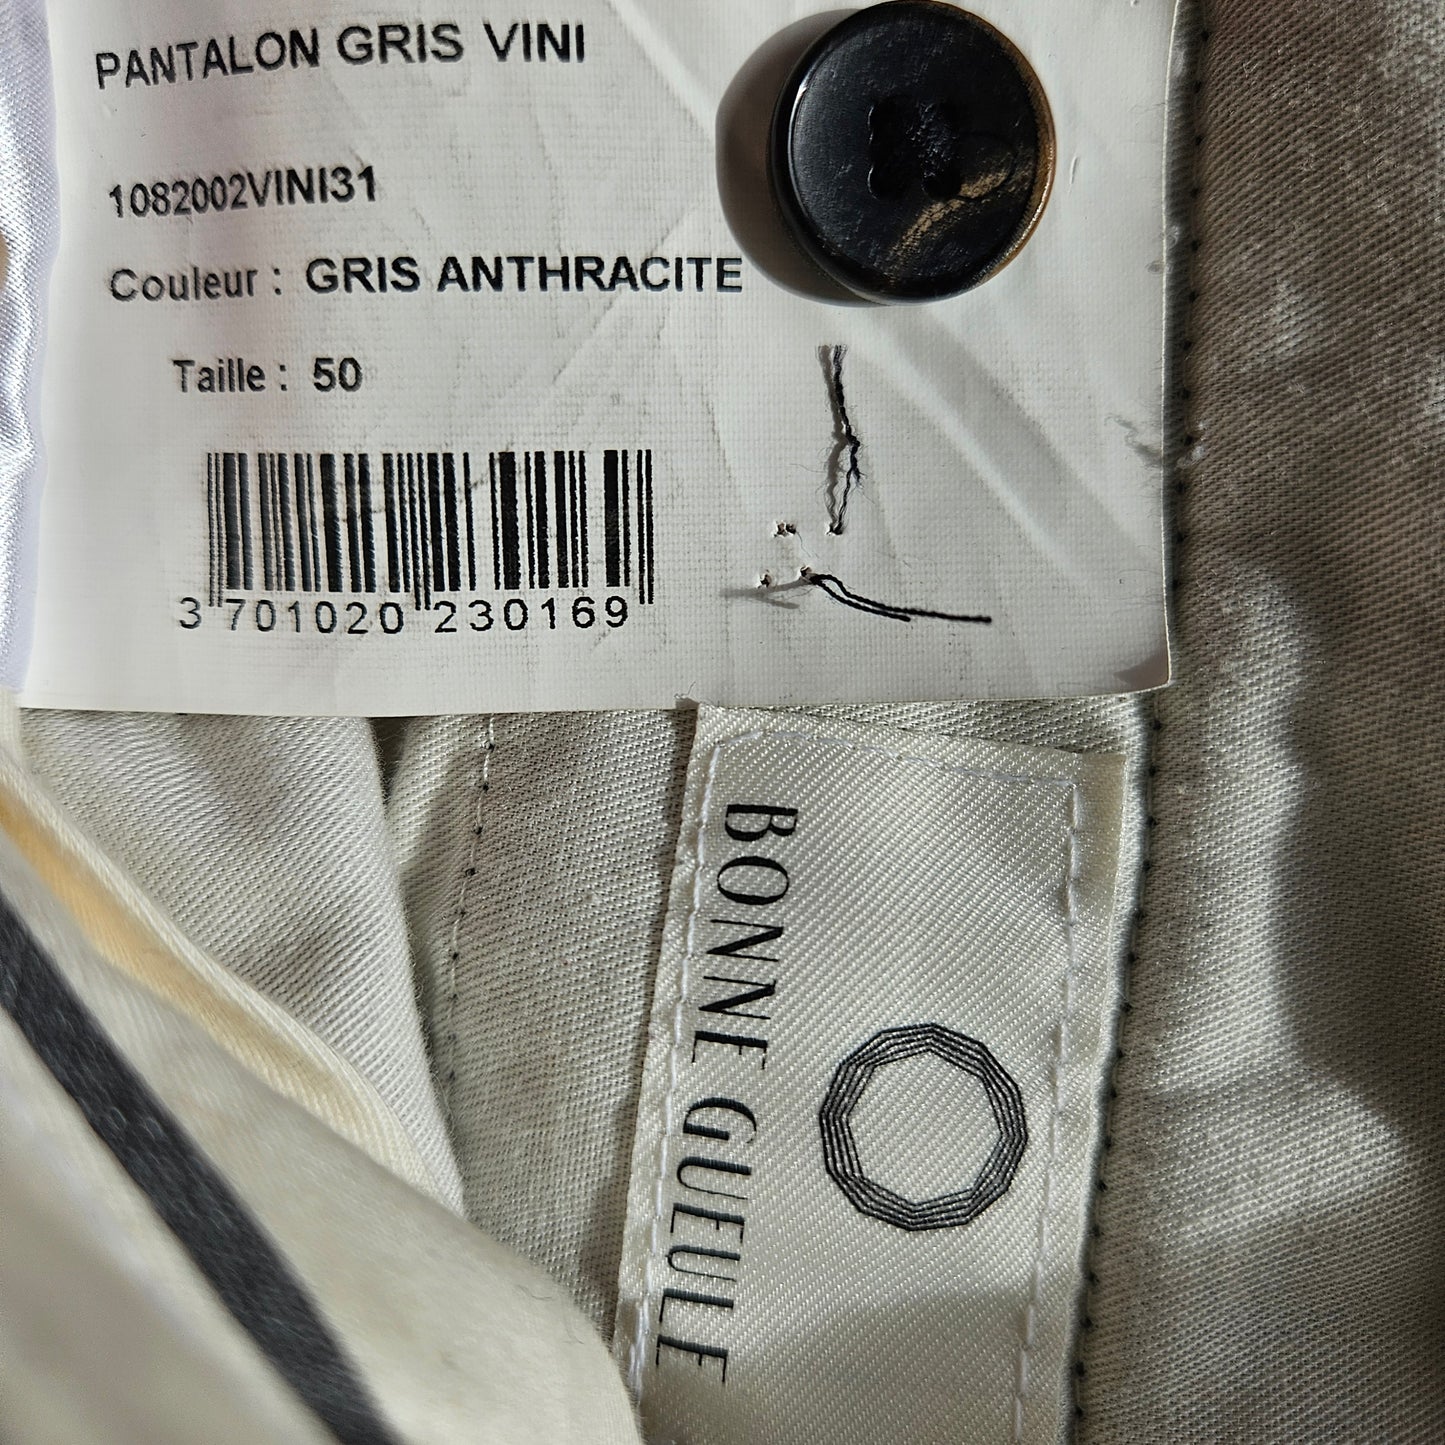 PANTALON GRIS VINI
1082002VINI31
Couleur : GRIS ANTHRACITE
Taille : 50
3 701020 230169
BONNE GUEULE